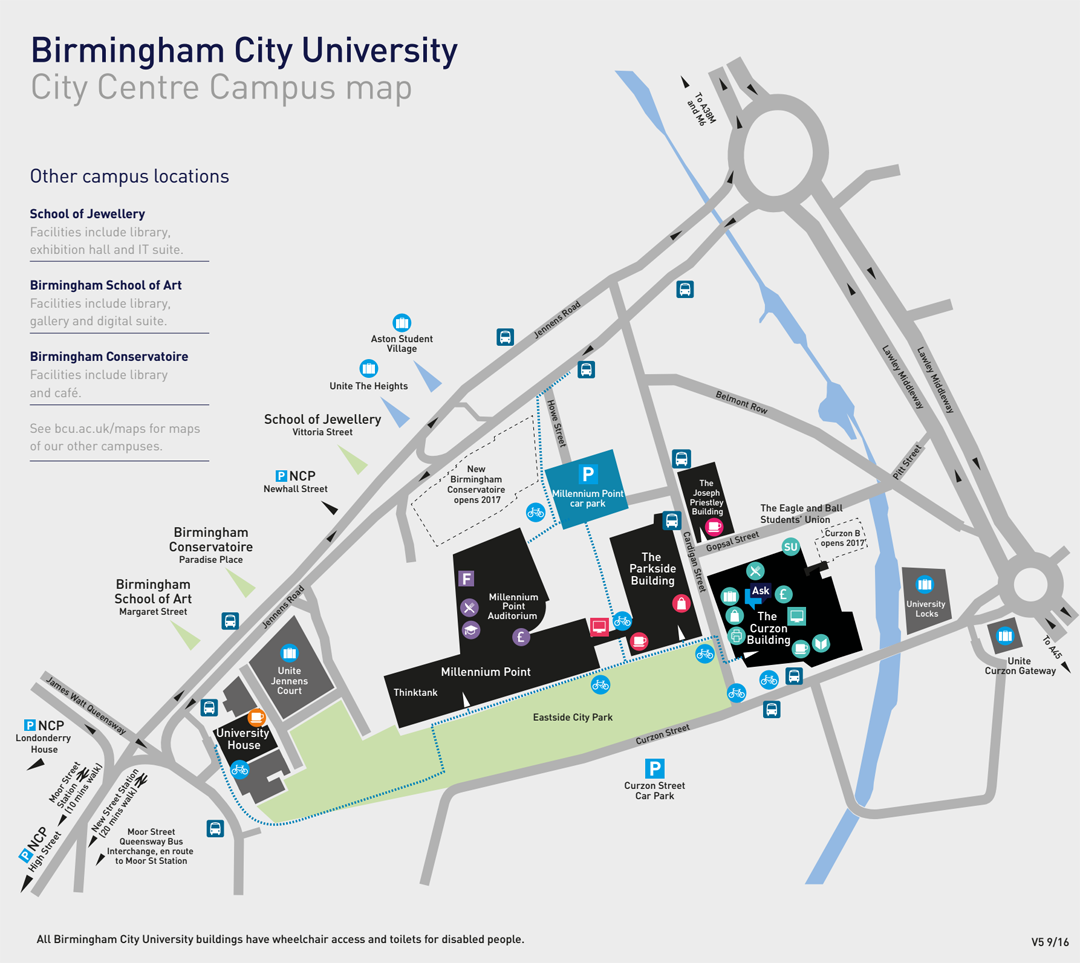 Birmingham City University
City Centre Campus map
Other campus locations
School of Jewellery
Facilities include library,
exhibition hall and IT suite.
Birmingham School of Art
Facilities include library,
gallery and digital suite.
Birmingham Conservatoire
Facilities include library
and café.
See bcu.ac.uk/maps for maps
of our other campuses.
To A38M
and M6
Jennens Road
Aston Student
Village
Unite The Heights
School of Jewellery
Vittoria Street
P NCP
Newhall Street
Birmingham
Conservatoire
Paradise Place
Birmingham
School of Art
Margaret Street
Lawley Middleway
Lawley Middleway
Belmont Row
Pitt Street
Howe Street
New
Birmingham
Conservatoire
opens 2017
P
Millennium Point
car park
The
Joseph
Priestley
Building
The Eagle and Ball
Students' Union
Curzon B
opens 2017
Gopsal Street
Cardigan Street
SU
The
Parkside
Building
Ask
£
The
Curzon
Building
F
Millennium
Point
Auditorium
£
Millennium Point
Thinktank
University
Locks
Unite
Curzon Gateway
To A45
Jennens Road
Unite
Jennens
Court
University
House
Eastside City Park
Curzon Street
P
Curzon Street
Car Park
James Watt Queensway
P NCP
Londonderry
House
Moor Street
Station
(10 mins walk)
New Street Station
(20 mins walk)
P NCP
High Street
Moor Street
Queensway Bus
Interchange, en route
to Moor St Station
All Birmingham City University buildings have wheelchair access and toilets for disabled people.
V5 9/16